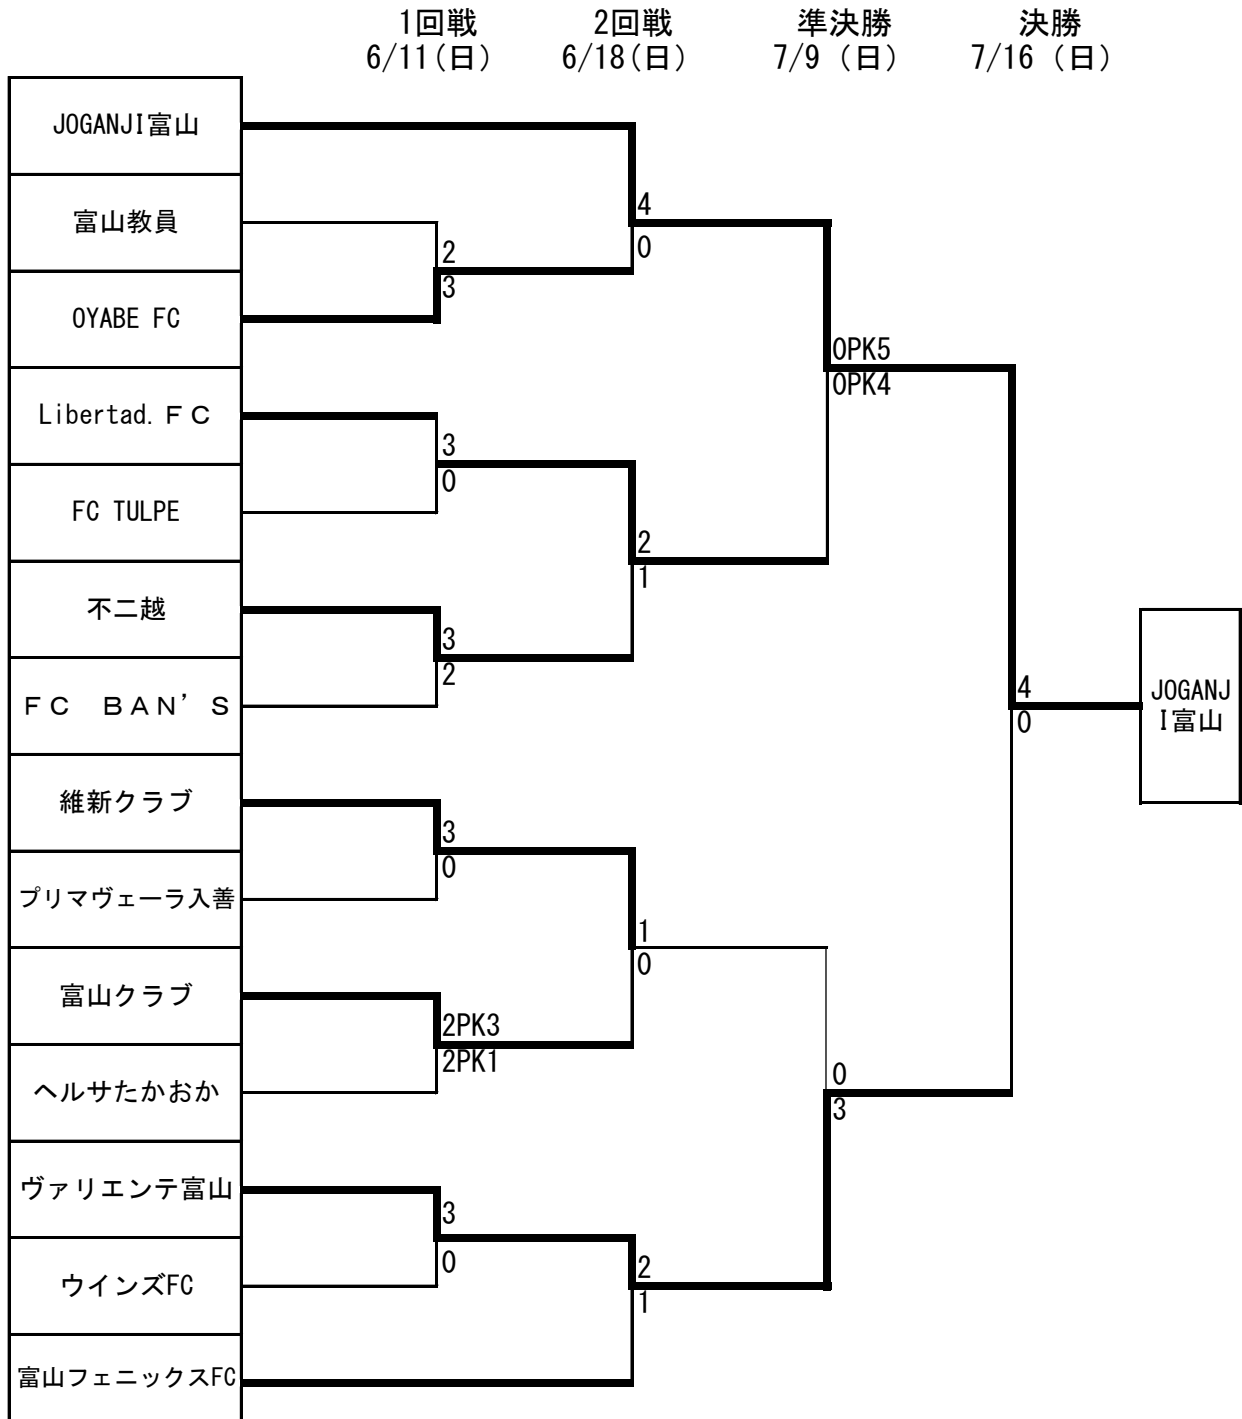 1回戦 2回戦 準決勝 決勝
6/11(日) 6/18(日) 7/9 (日) 7/16 (日)
JOGANJI富山
4
富山教員
2
0
3
OYABE FC
0PK5
0PK4
Libertad. FC
3
0
FC TULPE
2
1
不二越
3
2
FC BAN'S
4
0
JOGANJ
I富山
維新クラブ
3
0
プリマヴェーラ入善
1
0
富山クラブ
2PK3
2PK1
ヘルサたかおか
0
3
ヴァリエンテ富山
3
0
ウインズFC
2
1
富山フェニックスFC